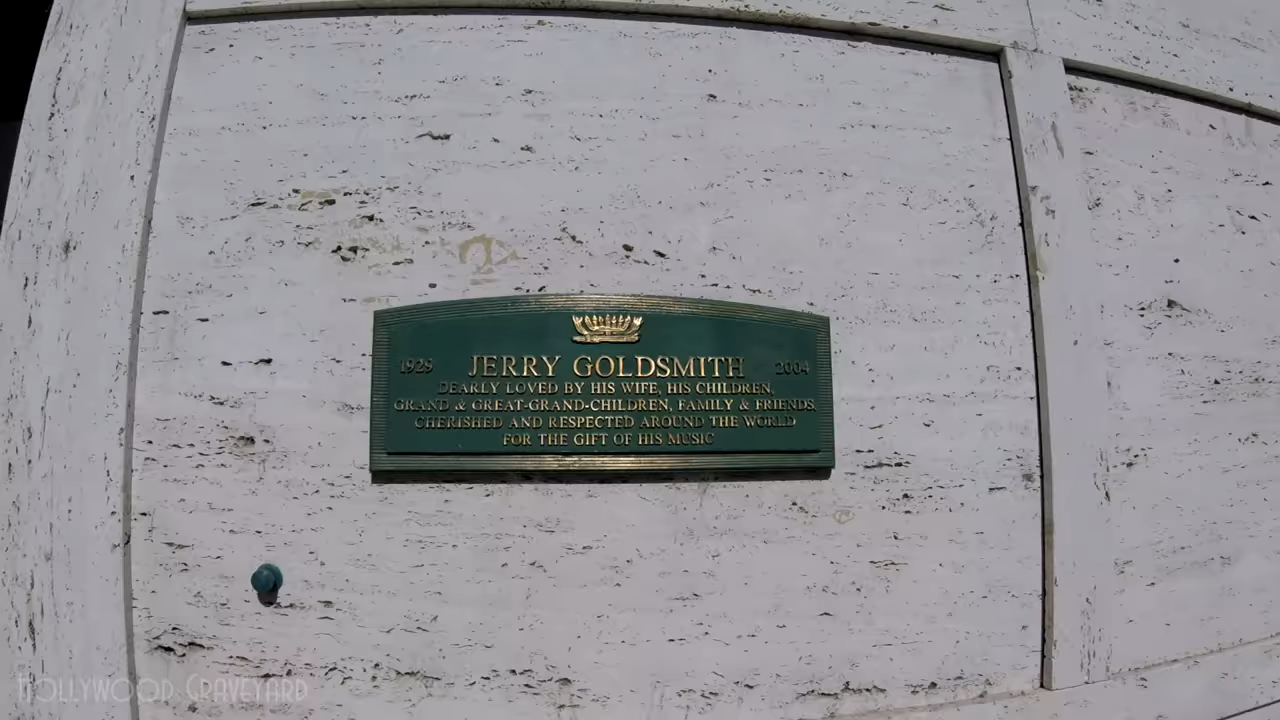 1929 JERRY GOLDSMITH 2004
DEARLY LOVED BY HIS WIFE, HIS CHILDREN,
GRAND & GREAT-GRAND-CHILDREN, FAMILY & FRIENDS,
CHERISHED AND RESPECTED AROUND THE WORLD
FOR THE GIFT OF HIS MUSIC
HOLLYWOOD GRAVEYARD